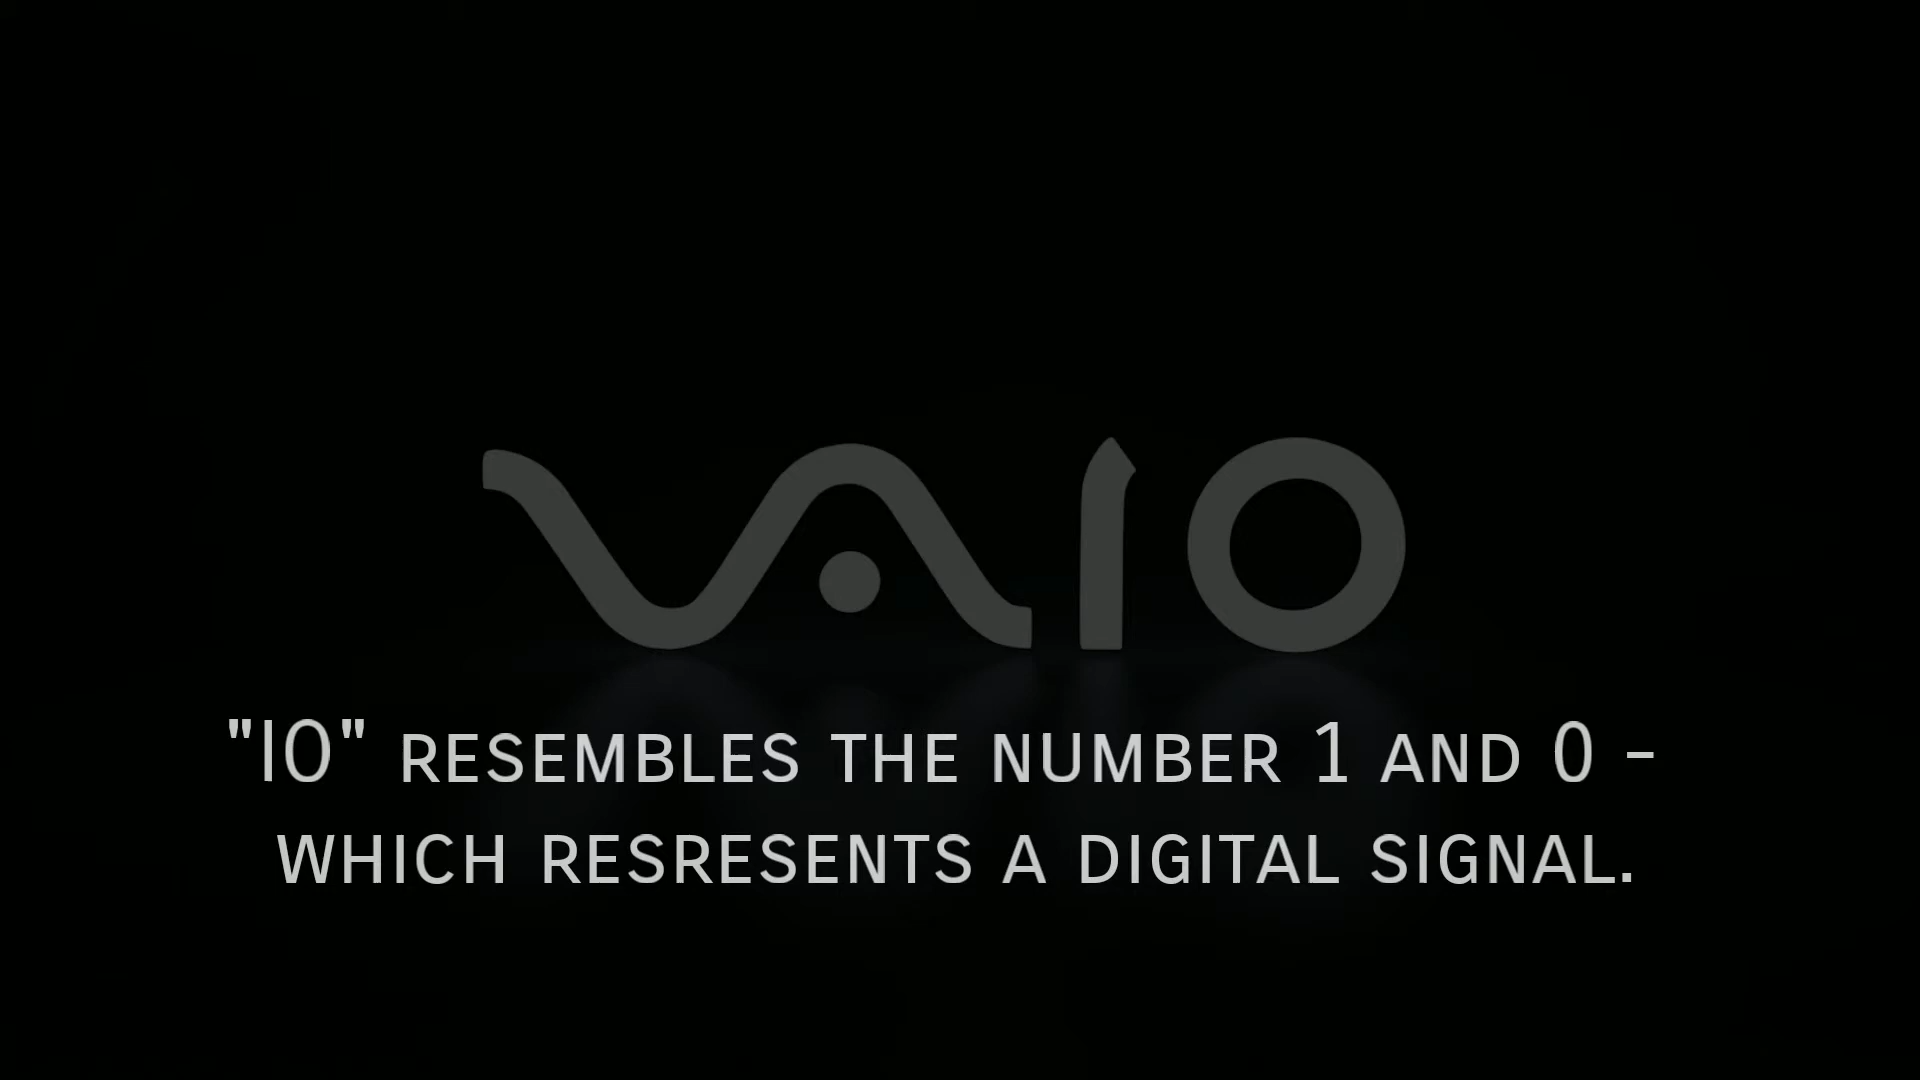 VAIO
"IO" RESEMBLES THE NUMBER 1 AND 0 -
WHICH RESRESENTS A DIGITAL SIGNAL.